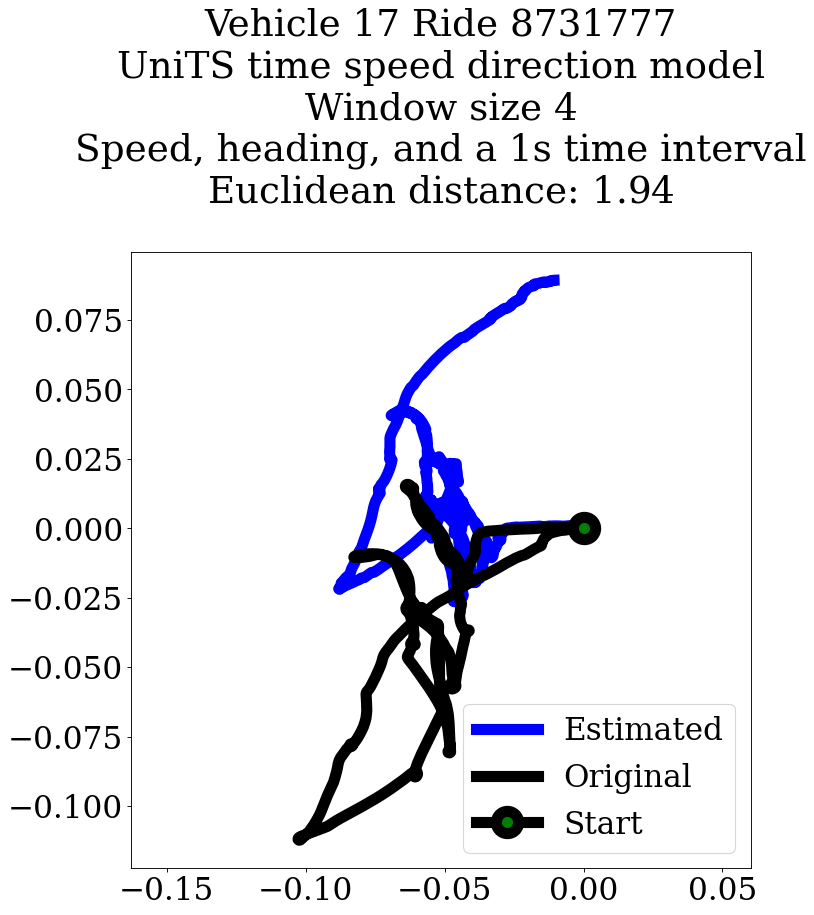 Vehicle 17 Ride 8731777
UniTS time speed direction model
Window size 4
Speed, heading, and a 1s time interval
Euclidean distance: 1.94
0.075
0.050
0.025
0.000
−0.025
−0.050
−0.075
−0.100
Estimated
Original
Start
−0.15 −0.10 −0.05 0.00 0.05